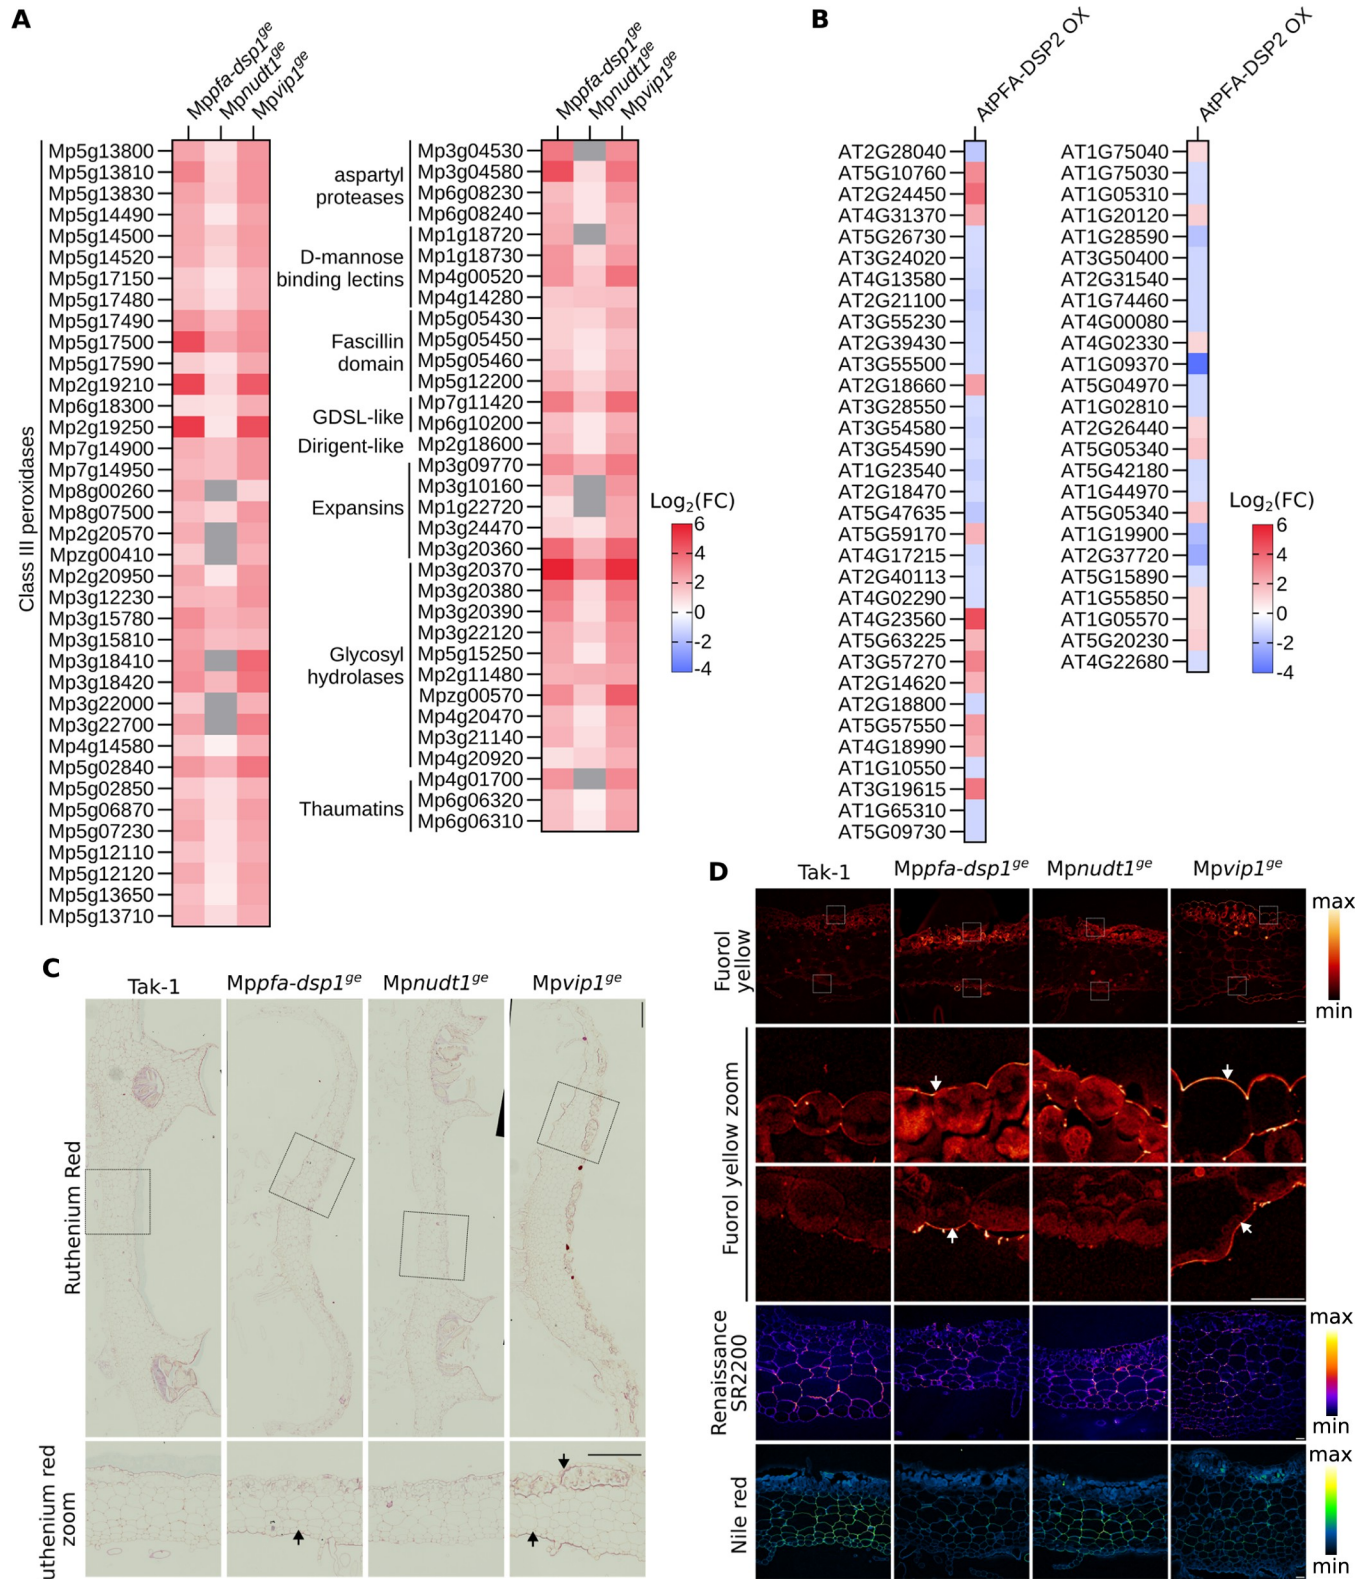 A
Mppfa-dsp1ge
Mpnudt1ge
Mpvip1ge
Class III peroxidases
Mp5g13800
Mp5g13810
Mp5g13830
Mp5g14490
Mp5g14500
Mp5g14520
Mp5g17150
Mp5g17480
Mp5g17490
Mp5g17500
Mp5g17590
Mp2g19210
Mp6g18300
Mp2g19250
Mp7g14900
Mp7g14950
Mp8g00260
Mp8g07500
Mp2g20570
Mpzg00410
Mp2g20950
Mp3g12230
Mp3g15780
Mp3g15810
Mp3g18410
Mp3g18420
Mp3g22000
Mp3g22700
Mp4g14580
Mp5g02840
Mp5g02850
Mp5g06870
Mp5g07230
Mp5g12110
Mp5g12120
Mp5g13650
Mp5g13710
Mppfa-dsp1ge
Mpnudt1ge
Mpvip1ge
aspartyl
proteases
Mp3g04530
Mp3g04580
Mp6g08230
Mp6g08240
D-mannose
binding lectins
Mp1g18720
Mp1g18730
Mp4g00520
Mp4g14280
Fascillin
domain
Mp5g05430
Mp5g05450
Mp5g05460
Mp5g12200
GDSL-like
Mp7g11420
Mp6g10200
Dirigent-like
Mp2g18600
Expansins
Mp3g09770
Mp3g10160
Mp1g22720
Mp3g24470
Mp3g20360
Glycosyl
hydrolases
Mp3g20370
Mp3g20380
Mp3g20390
Mp3g22120
Mp5g15250
Mp2g11480
Mpzg00570
Mp4g20470
Mp3g21140
Mp4g20920
Thaumatins
Mp4g01700
Mp6g06320
Mp6g06310
Log2(FC)
6
4
2
0
-2
-4
B
AtPFA-DSP2 OX
AT2G28040
AT5G10760
AT2G24450
AT4G31370
AT5G26730
AT3G24020
AT4G13580
AT2G21100
AT3G55230
AT2G39430
AT3G55500
AT2G18660
AT3G28550
AT3G54580
AT3G54590
AT1G23540
AT2G18470
AT5G47635
AT5G59170
AT4G17215
AT2G40113
AT4G02290
AT4G23560
AT5G63225
AT3G57270
AT2G14620
AT2G18800
AT5G57550
AT4G18990
AT1G10550
AT3G19615
AT1G65310
AT5G09730
AtPFA-DSP2 OX
AT1G75040
AT1G75030
AT1G05310
AT1G20120
AT1G28590
AT3G50400
AT2G31540
AT1G74460
AT4G00080
AT4G02330
AT1G09370
AT5G04970
AT1G02810
AT2G26440
AT5G05340
AT5G42180
AT1G44970
AT5G05340
AT1G19900
AT2G37720
AT5G15890
AT1G55850
AT1G05570
AT5G20230
AT4G22680
Log2(FC)
6
4
2
0
-2
-4
C
Tak-1
Mppfa-dsp1ge
Mpnudt1ge
Mpvip1ge
Ruthenium Red
uthenium red
zoom
D
Tak-1
Mppfa-dsp1ge
Mpnudt1ge
Mpvip1ge
Fuorol
yellow
max
min
Fuorol yellow zoom
Renaissance
SR2200
max
min
Nile red
max
min